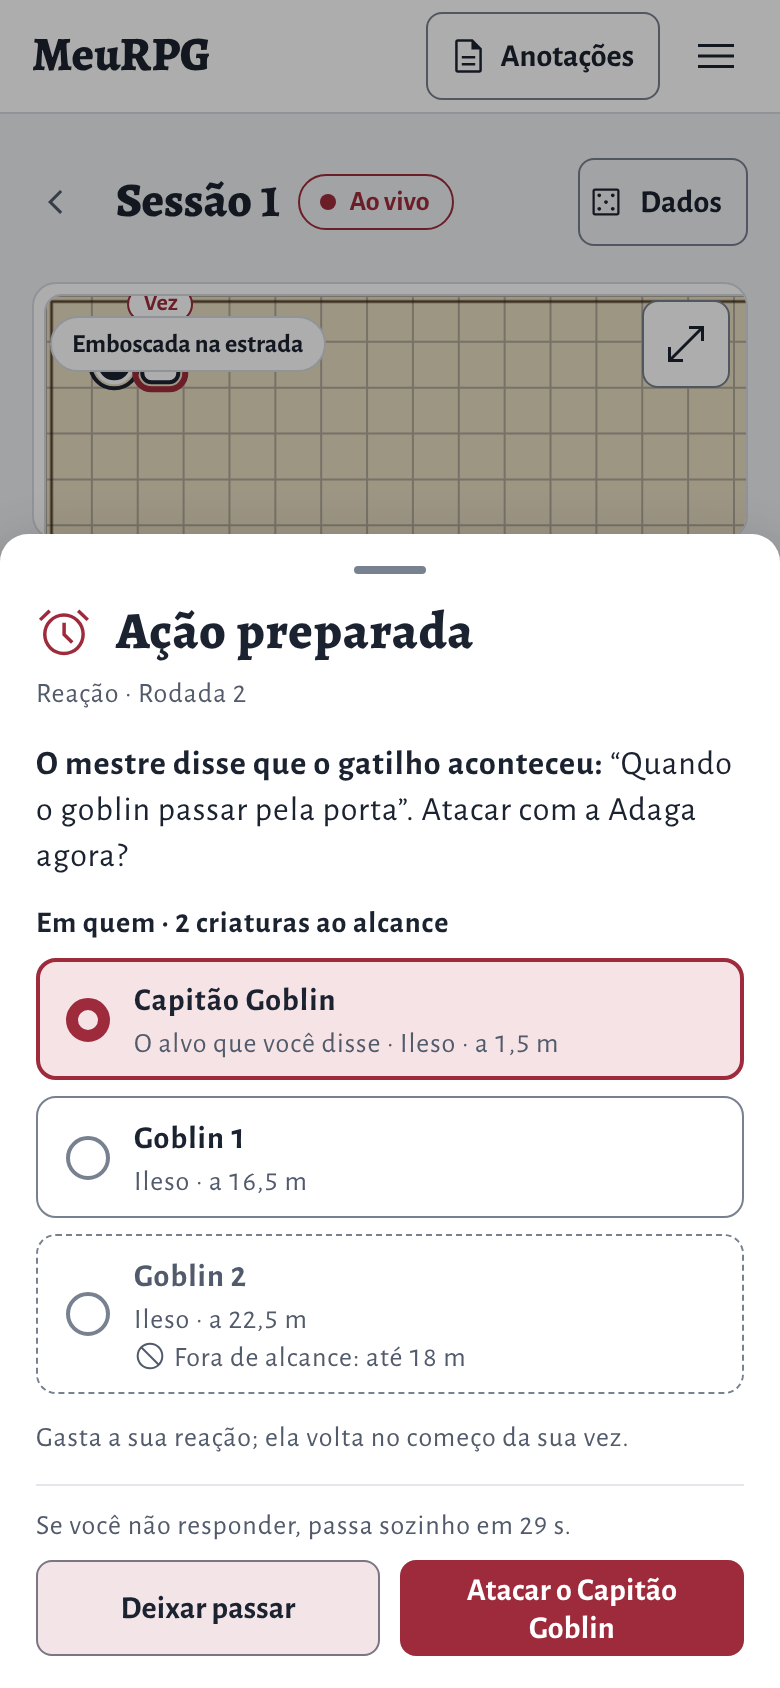 MeuRPG
Anotações
Sessão 1
Ao vivo
Dados
Vez
Emboscada na estrada
Ação preparada
Reação · Rodada 2
O mestre disse que o gatilho aconteceu: “Quando
o goblin passar pela porta”. Atacar com a Adaga
agora?
Em quem · 2 criaturas ao alcance
Capitão Goblin
O alvo que você disse · Ileso · a 1,5 m
Goblin 1
Ileso · a 16,5 m
Goblin 2
Ileso · a 22,5 m
Fora de alcance: até 18 m
Gasta a sua reação; ela volta no começo da sua vez.
Se você não responder, passa sozinho em 29 s.
Deixar passar
Atacar o Capitão
Goblin